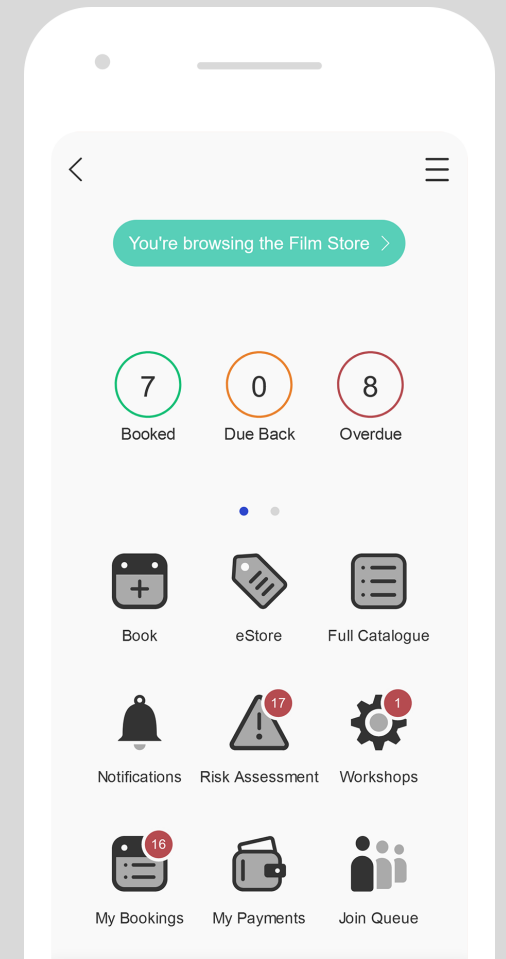 You're browsing the Film Store
7 0 8
Booked Due Back Overdue
Book eStore Full Catalogue
17 1
Notifications Risk Assessment Workshops
16
My Bookings My Payments Join Queue